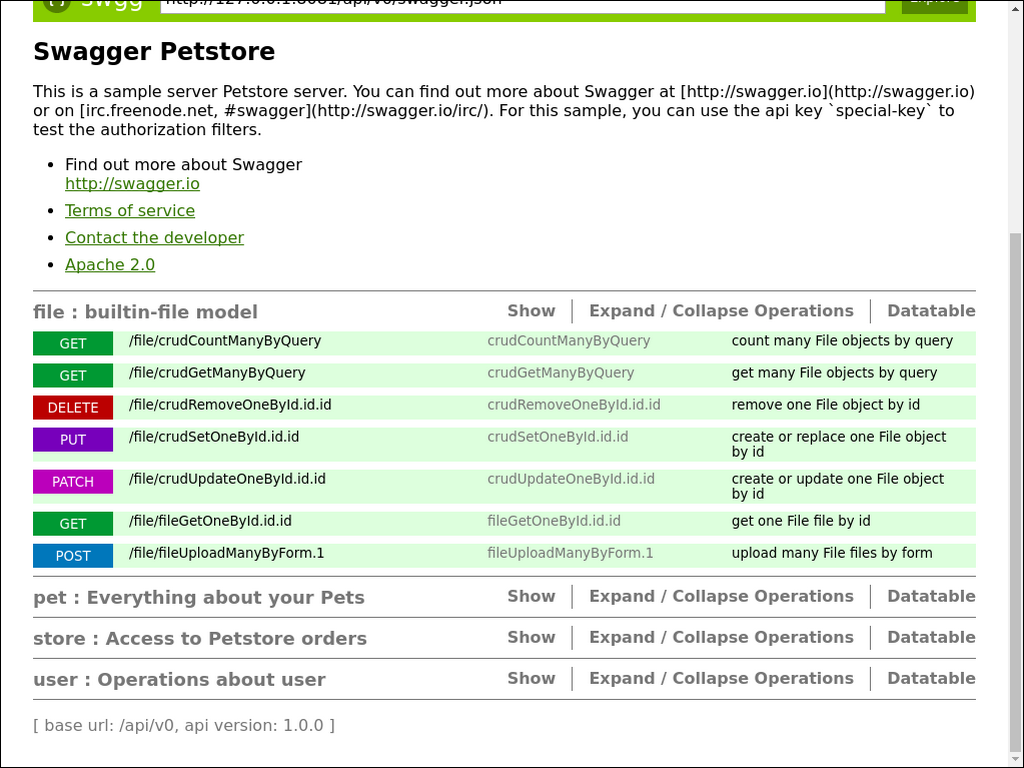 swgg http://127.0.0.1:8081/api/v0/swagger.json Explore
Swagger Petstore
This is a sample server Petstore server. You can find out more about Swagger at [http://swagger.io](http://swagger.io)
or on [irc.freenode.net, #swagger](http://swagger.io/irc/). For this sample, you can use the api key `special-key` to
test the authorization filters.
Find out more about Swagger
http://swagger.io
Terms of service
Contact the developer
Apache 2.0
file : builtin-file model Show Expand / Collapse Operations Datatable
GET /file/crudCountManyByQuery crudCountManyByQuery count many File objects by query
GET /file/crudGetManyByQuery crudGetManyByQuery get many File objects by query
DELETE /file/crudRemoveOneById.id.id crudRemoveOneById.id.id remove one File object by id
PUT /file/crudSetOneById.id.id crudSetOneById.id.id create or replace one File object
by id
PATCH /file/crudUpdateOneById.id.id crudUpdateOneById.id.id create or update one File object
by id
GET /file/fileGetOneById.id.id fileGetOneById.id.id get one File file by id
POST /file/fileUploadManyByForm.1 fileUploadManyByForm.1 upload many File files by form
pet : Everything about your Pets Show Expand / Collapse Operations Datatable
store : Access to Petstore orders Show Expand / Collapse Operations Datatable
user : Operations about user Show Expand / Collapse Operations Datatable
[ base url: /api/v0, api version: 1.0.0 ]